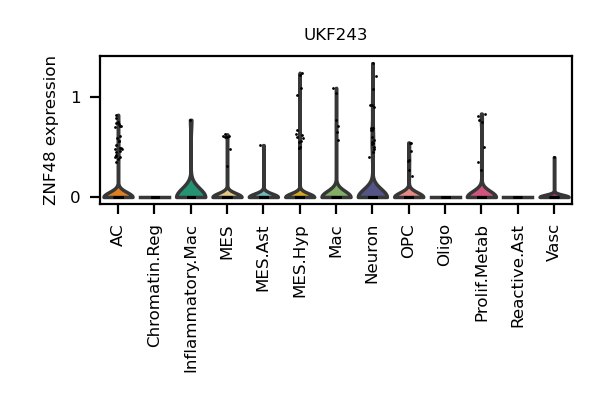 UKF243
ZNF48 expression
1
0
AC
Chromatin.Reg
Inflammatory.Mac
MES
MES.Ast
MES.Hyp
Mac
Neuron
OPC
Oligo
Prolif.Metab
Reactive.Ast
Vasc